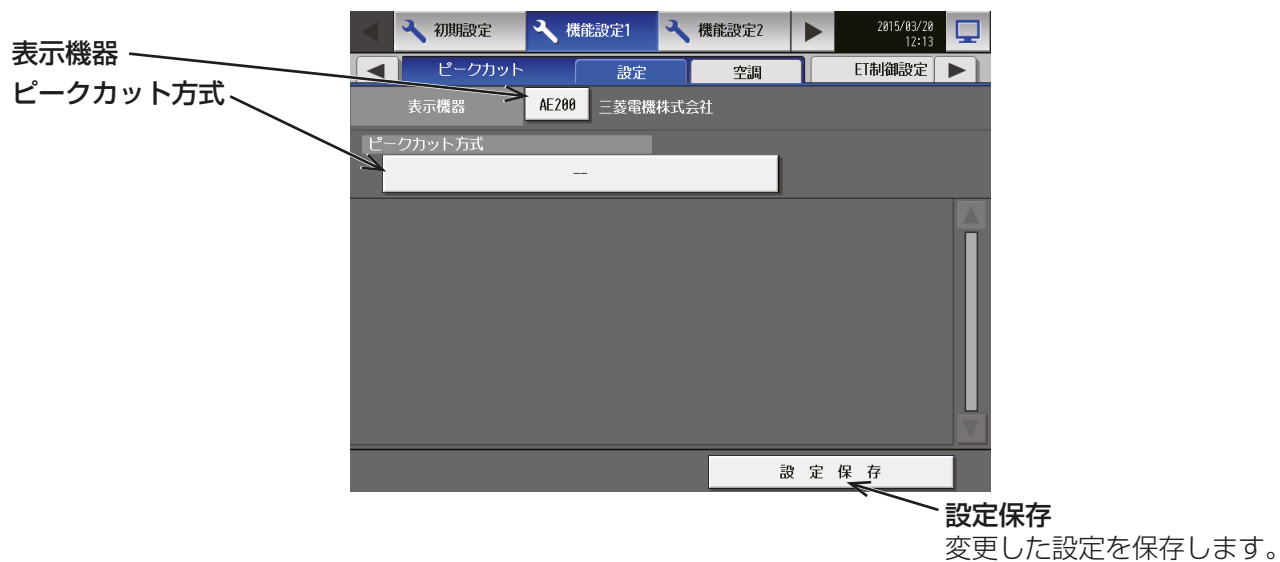 初期設定 機能設定1 機能設定2 2015/03/20
12:13
表示機器
ピークカット 設定 空調 ET制御設定
ピークカット方式
表示機器 AE200 三菱電機株式会社
ピークカット方式
--
設定保存
設定保存
変更した設定を保存します。